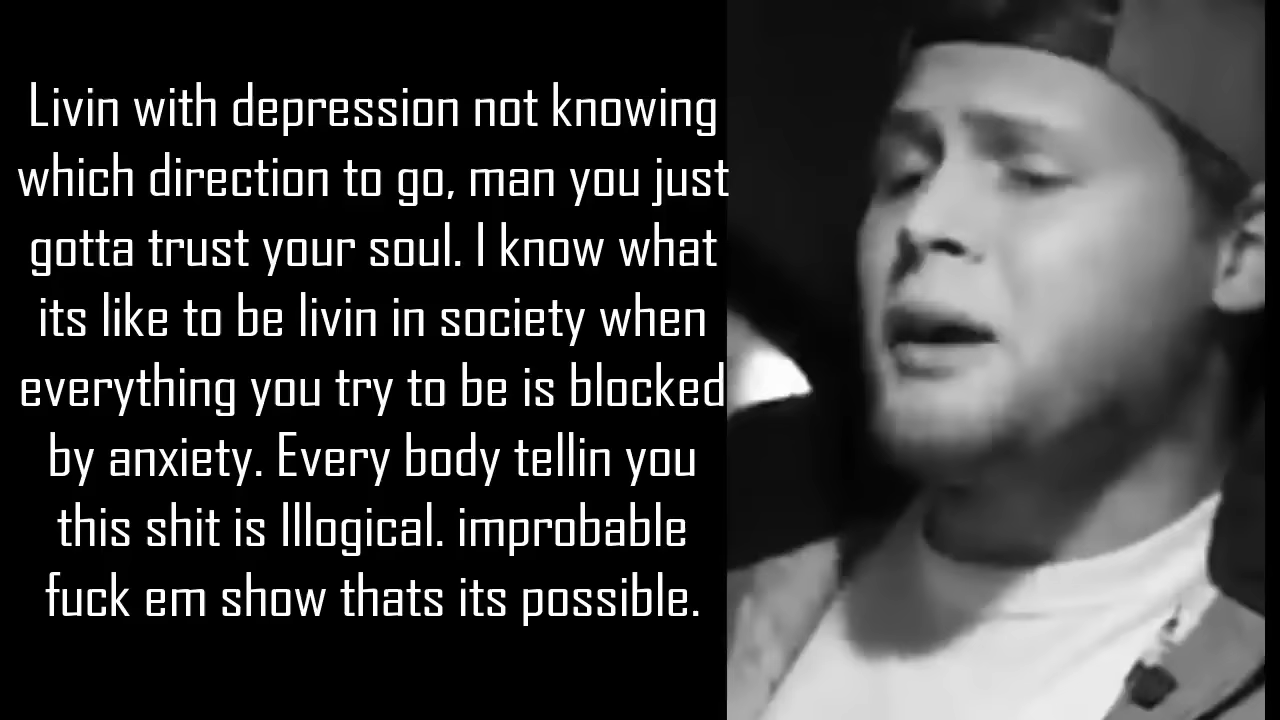 Livin with depression not knowing
which direction to go, man you just
gotta trust your soul. I know what
its like to be livin in society when
everything you try to be is blocked
by anxiety. Every body tellin you
this shit is Illogical. improbable
fuck em show thats its possible.